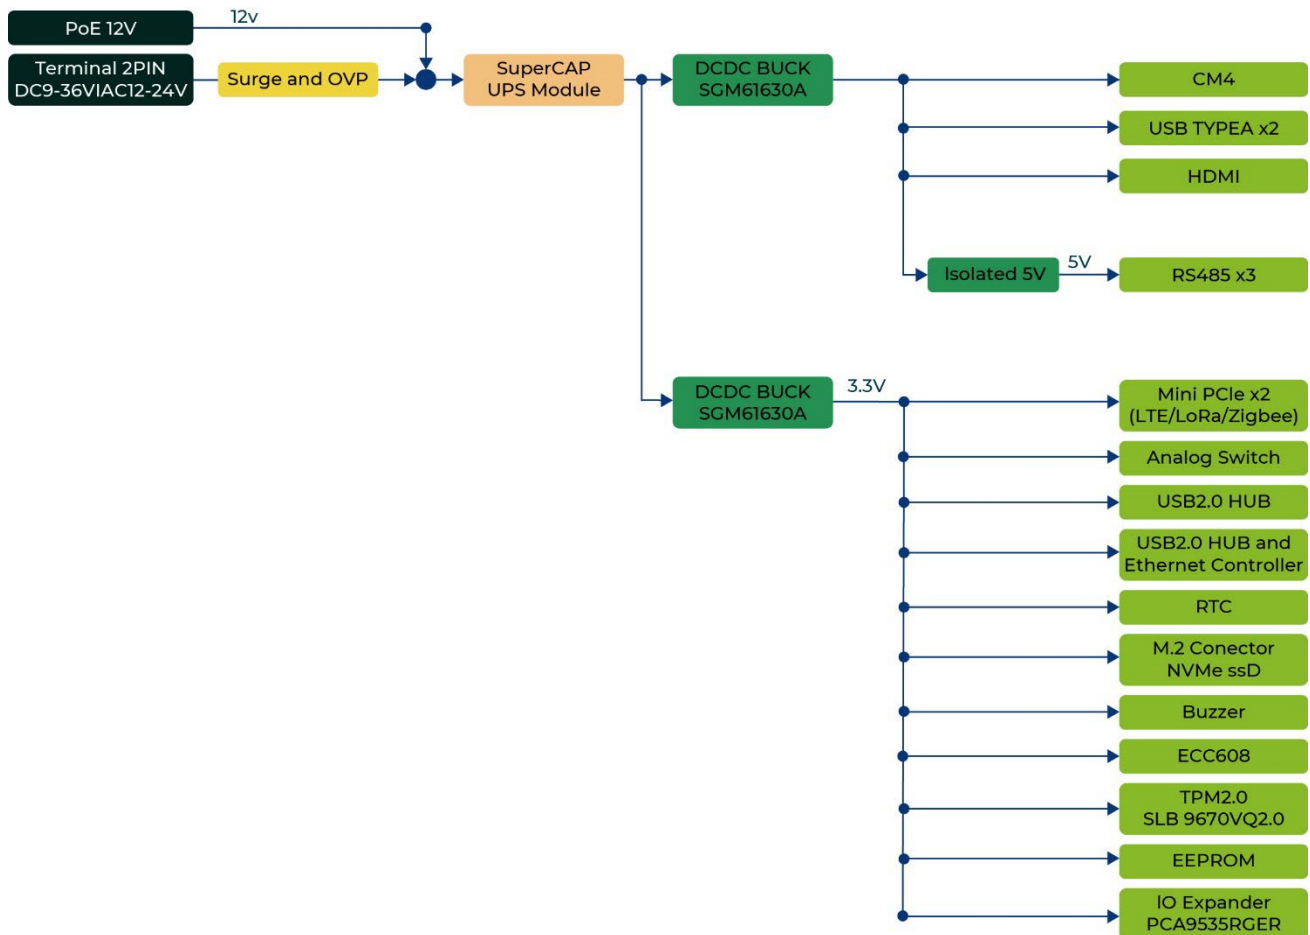 PoE 12V
12v
Terminal 2PIN
DC9-36VIAC12-24V
Surge and OVP
SuperCAP
UPS Module
DCDC BUCK
SGM61630A
CM4
USB TYPEA x2
HDMI
Isolated 5V
5V
RS485 x3
DCDC BUCK
SGM61630A
3.3V
Mini PCIe x2
(LTE/LoRa/Zigbee)
Analog Switch
USB2.0 HUB
USB2.0 HUB and
Ethernet Controller
RTC
M.2 Conector
NVMe ssD
Buzzer
ECC608
TPM2.0
SLB 9670VQ2.0
EEPROM
IO Expander
PCA9535RGER